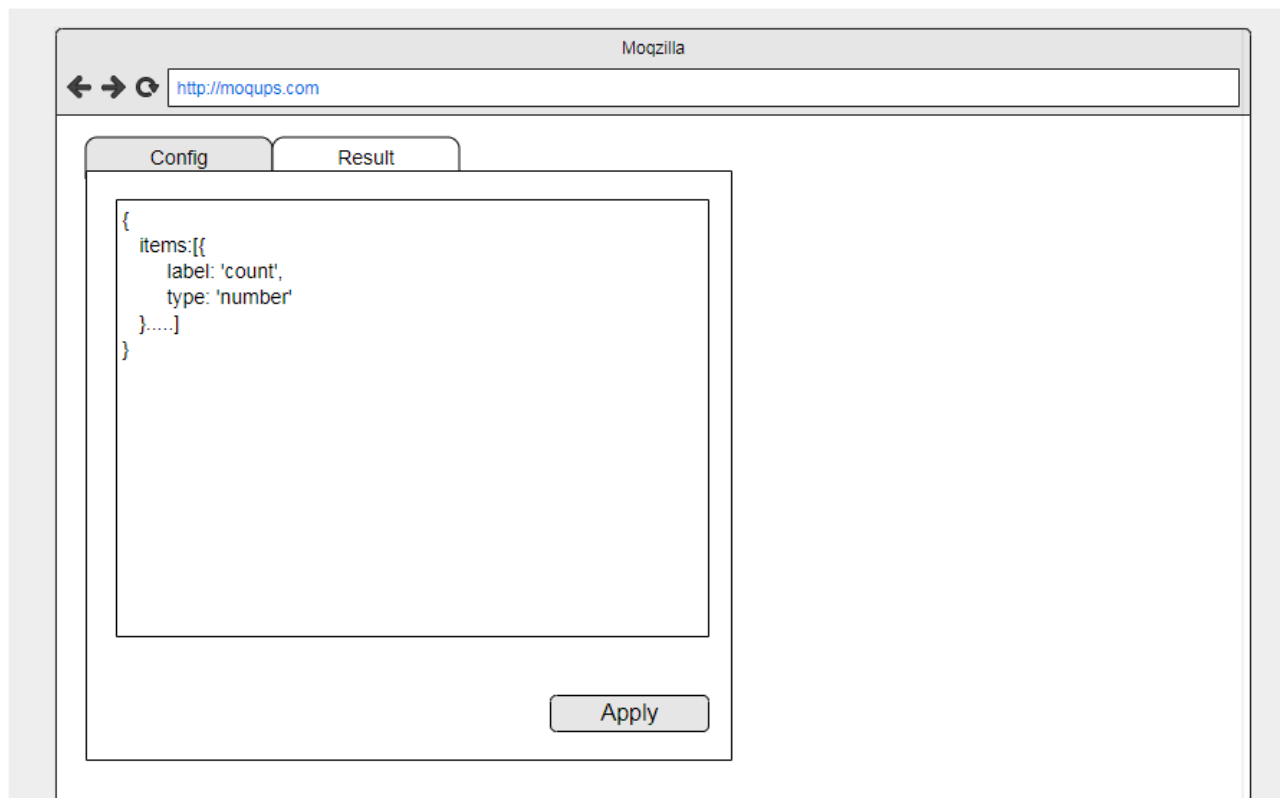 Moqzilla
http://moqups.com
Config
Result
{
items:[{
label: 'count',
type: 'number'
}.....]
}
Apply